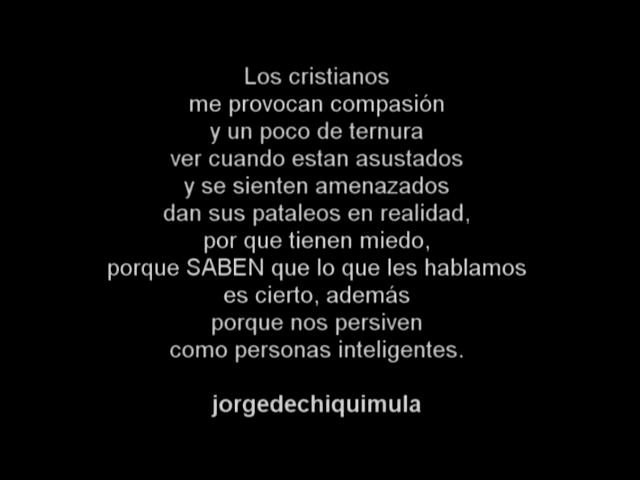 Los cristianos
me provocan compasión
y un poco de ternura
ver cuando estan asustados
y se sienten amenazados
dan sus pataleos en realidad,
por que tienen miedo,
porque SABEN que lo que les hablamos
es cierto, además
porque nos persiven
como personas inteligentes.
jorgedechiquimula